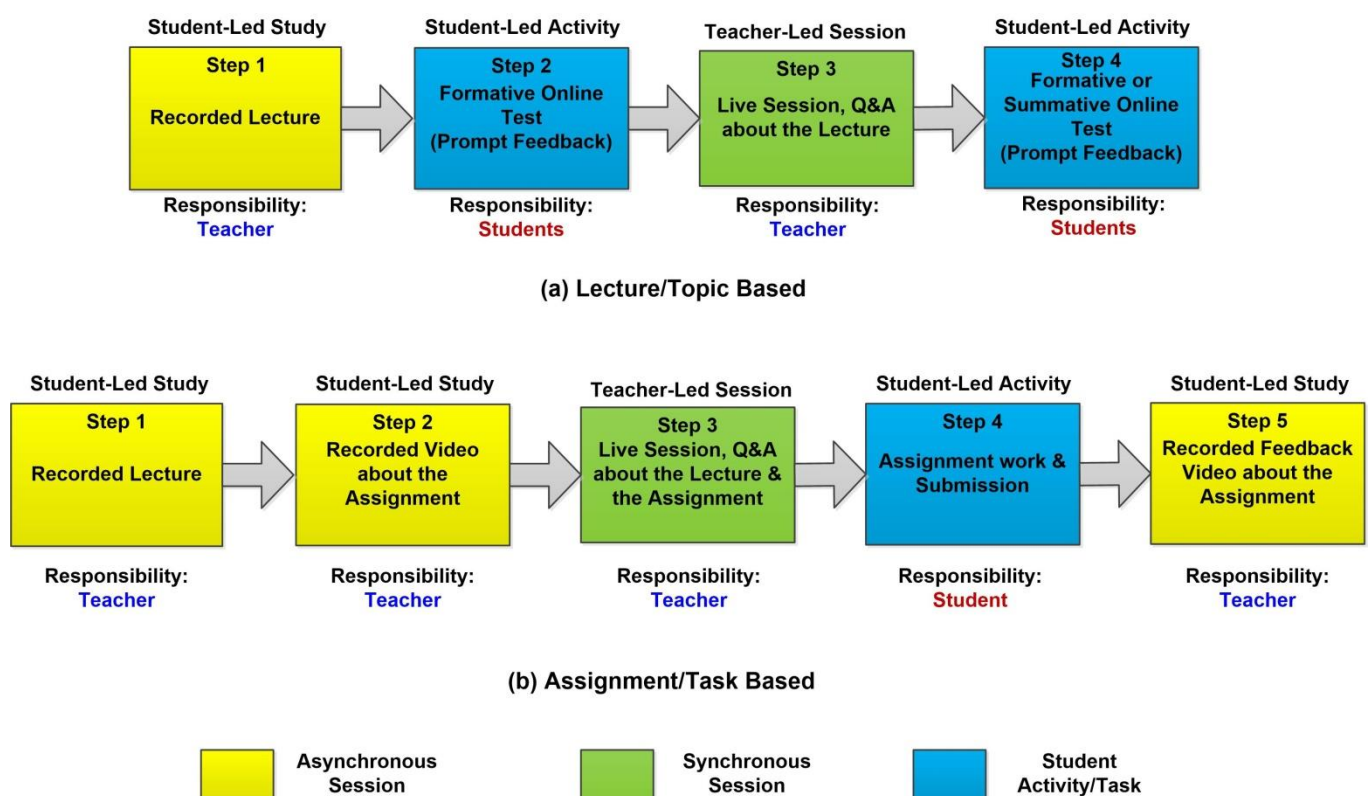 Student-Led Study
Step 1
Recorded Lecture
Responsibility:
Teacher
Student-Led Activity
Step 2
Formative Online
Test
(Prompt Feedback)
Responsibility:
Students
Teacher-Led Session
Step 3
Live Session, Q&A
about the Lecture
Responsibility:
Teacher
Student-Led Activity
Step 4
Formative or
Summative Online
Test
(Prompt Feedback)
Responsibility:
Students
(a) Lecture/Topic Based
Student-Led Study
Step 1
Recorded Lecture
Responsibility:
Teacher
Student-Led Study
Step 2
Recorded Video
about the
Assignment
Responsibility:
Teacher
Teacher-Led Session
Step 3
Live Session, Q&A
about the Lecture &
the Assignment
Responsibility:
Teacher
Student-Led Activity
Step 4
Assignment work &
Submission
Responsibility:
Student
Student-Led Study
Step 5
Recorded Feedback
Video about the
Assignment
Responsibility:
Teacher
(b) Assignment/Task Based
Asynchronous
Session
Synchronous
Session
Student
Activity/Task